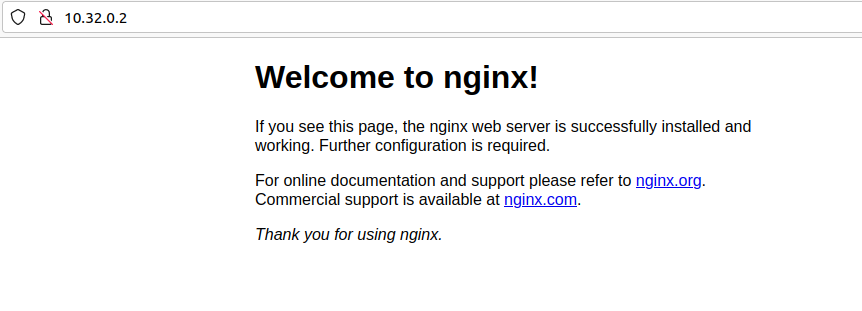 10.32.0.2
Welcome to nginx!
If you see this page, the nginx web server is successfully installed and
working. Further configuration is required.
For online documentation and support please refer to nginx.org.
Commercial support is available at nginx.com.
Thank you for using nginx.